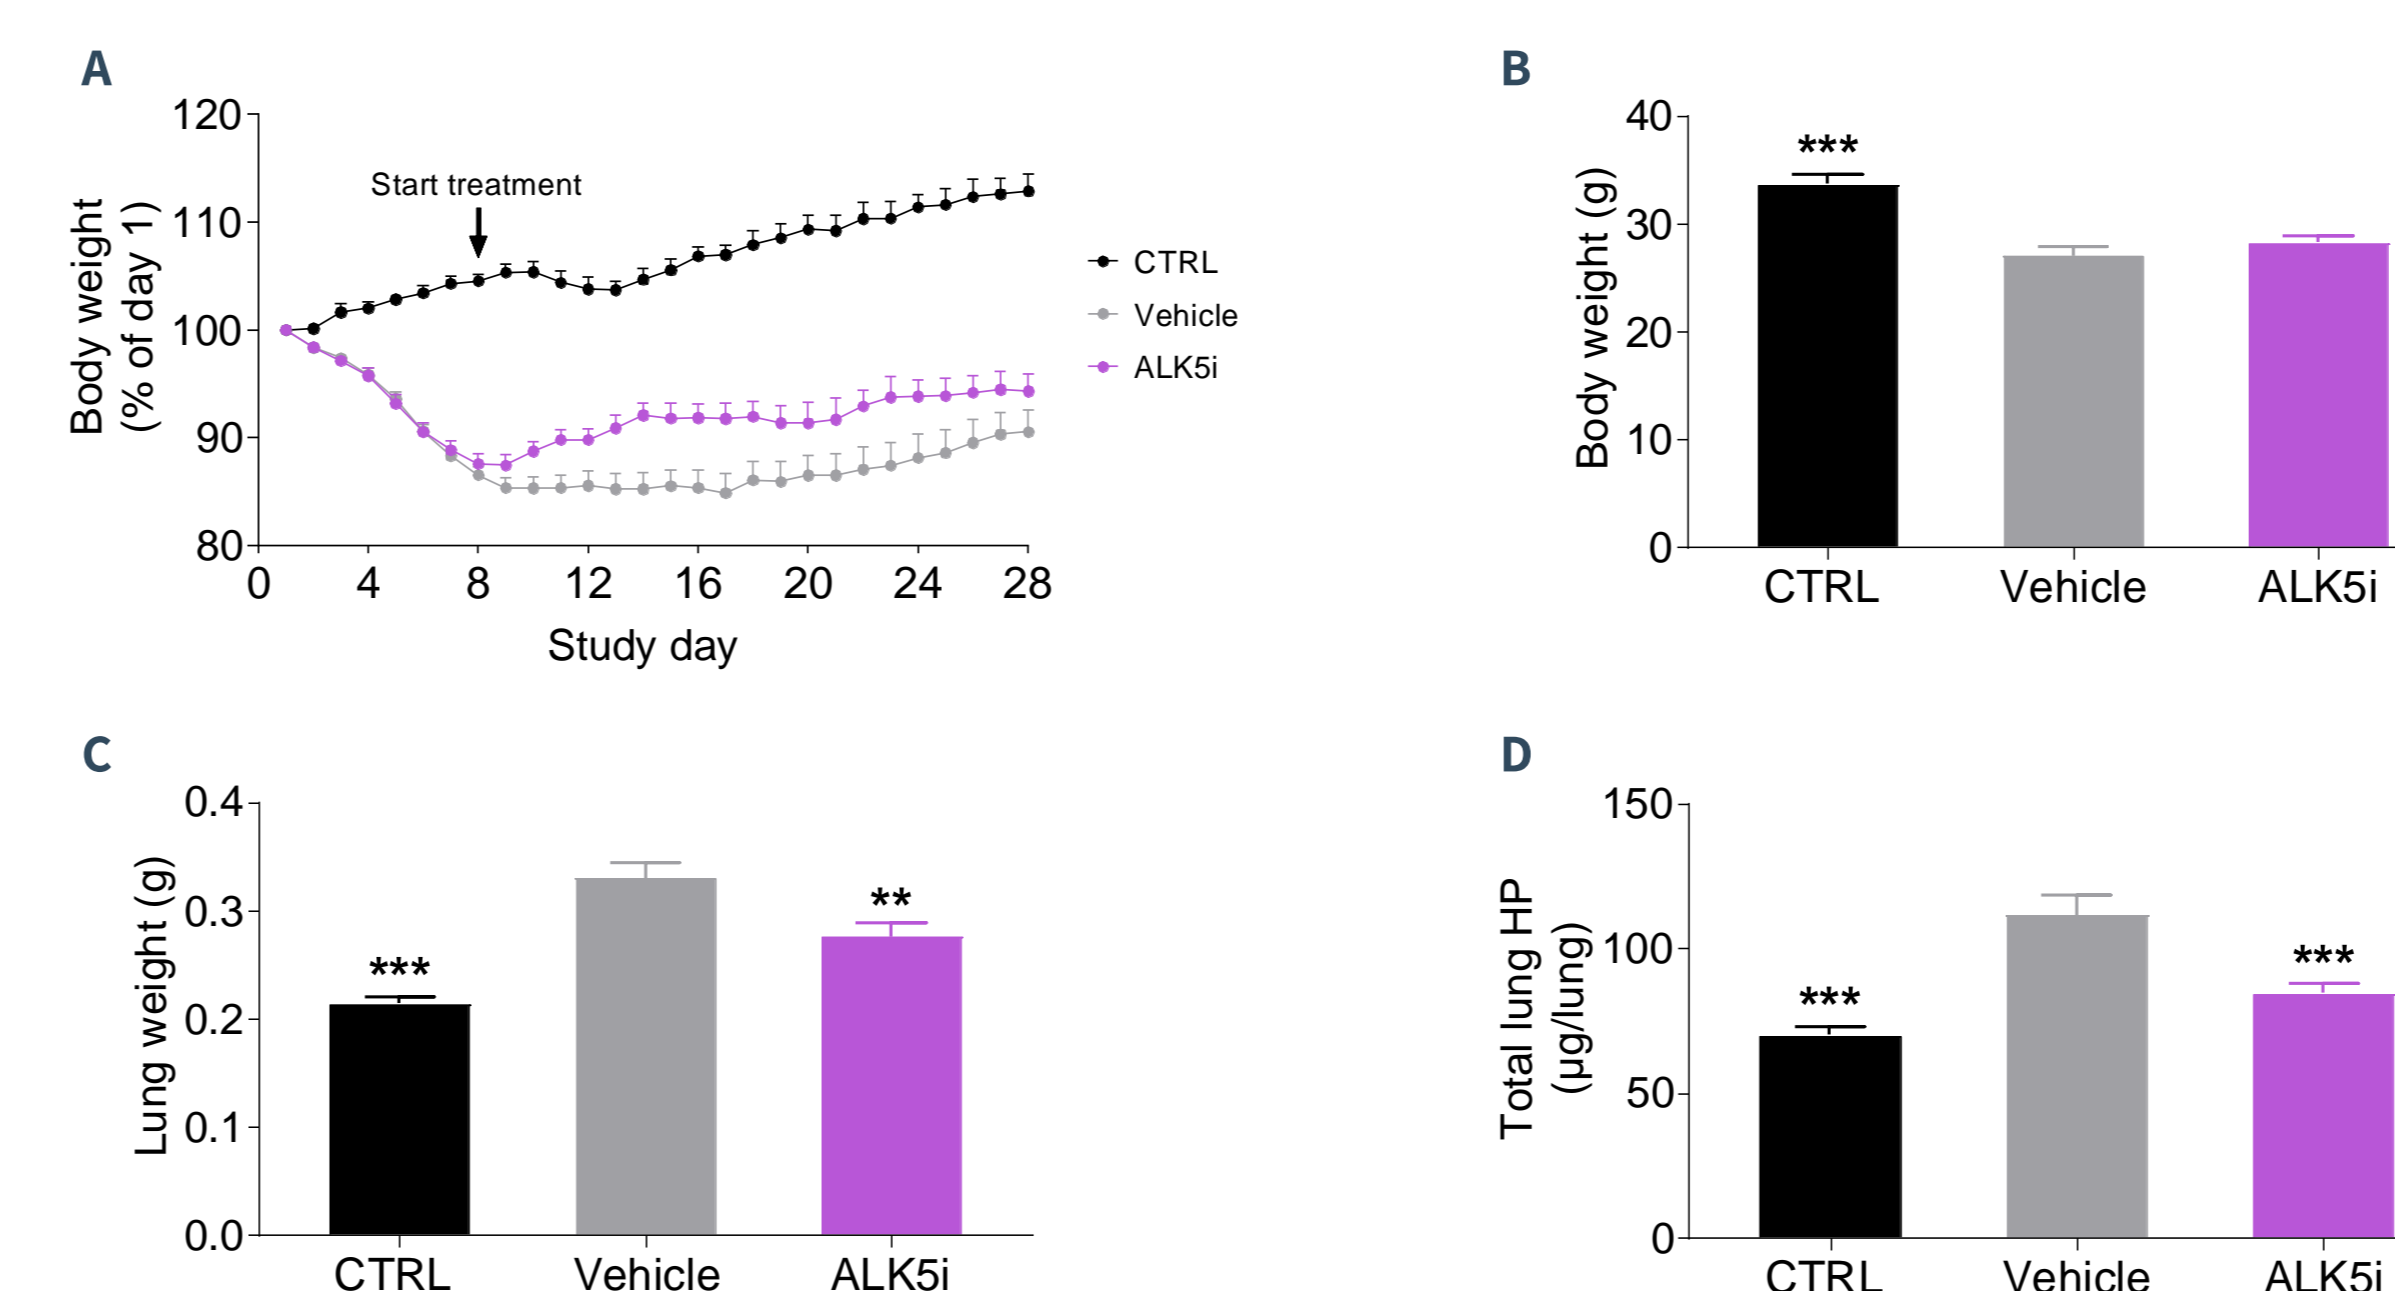 A
120
110
100
90
80
Body weight
(% of day 1)
Start treatment
0 4 8 12 16 20 24 28
Study day
CTRL
Vehicle
ALK5i
B
40
30
20
10
0
Body weight (g)
***
CTRL Vehicle ALK5i
C
0.4
0.3
0.2
0.1
0.0
Lung weight (g)
***
**
CTRL Vehicle ALK5i
D
150
100
50
0
Total lung HP
(µg/lung)
***
***
CTRL Vehicle ALK5i